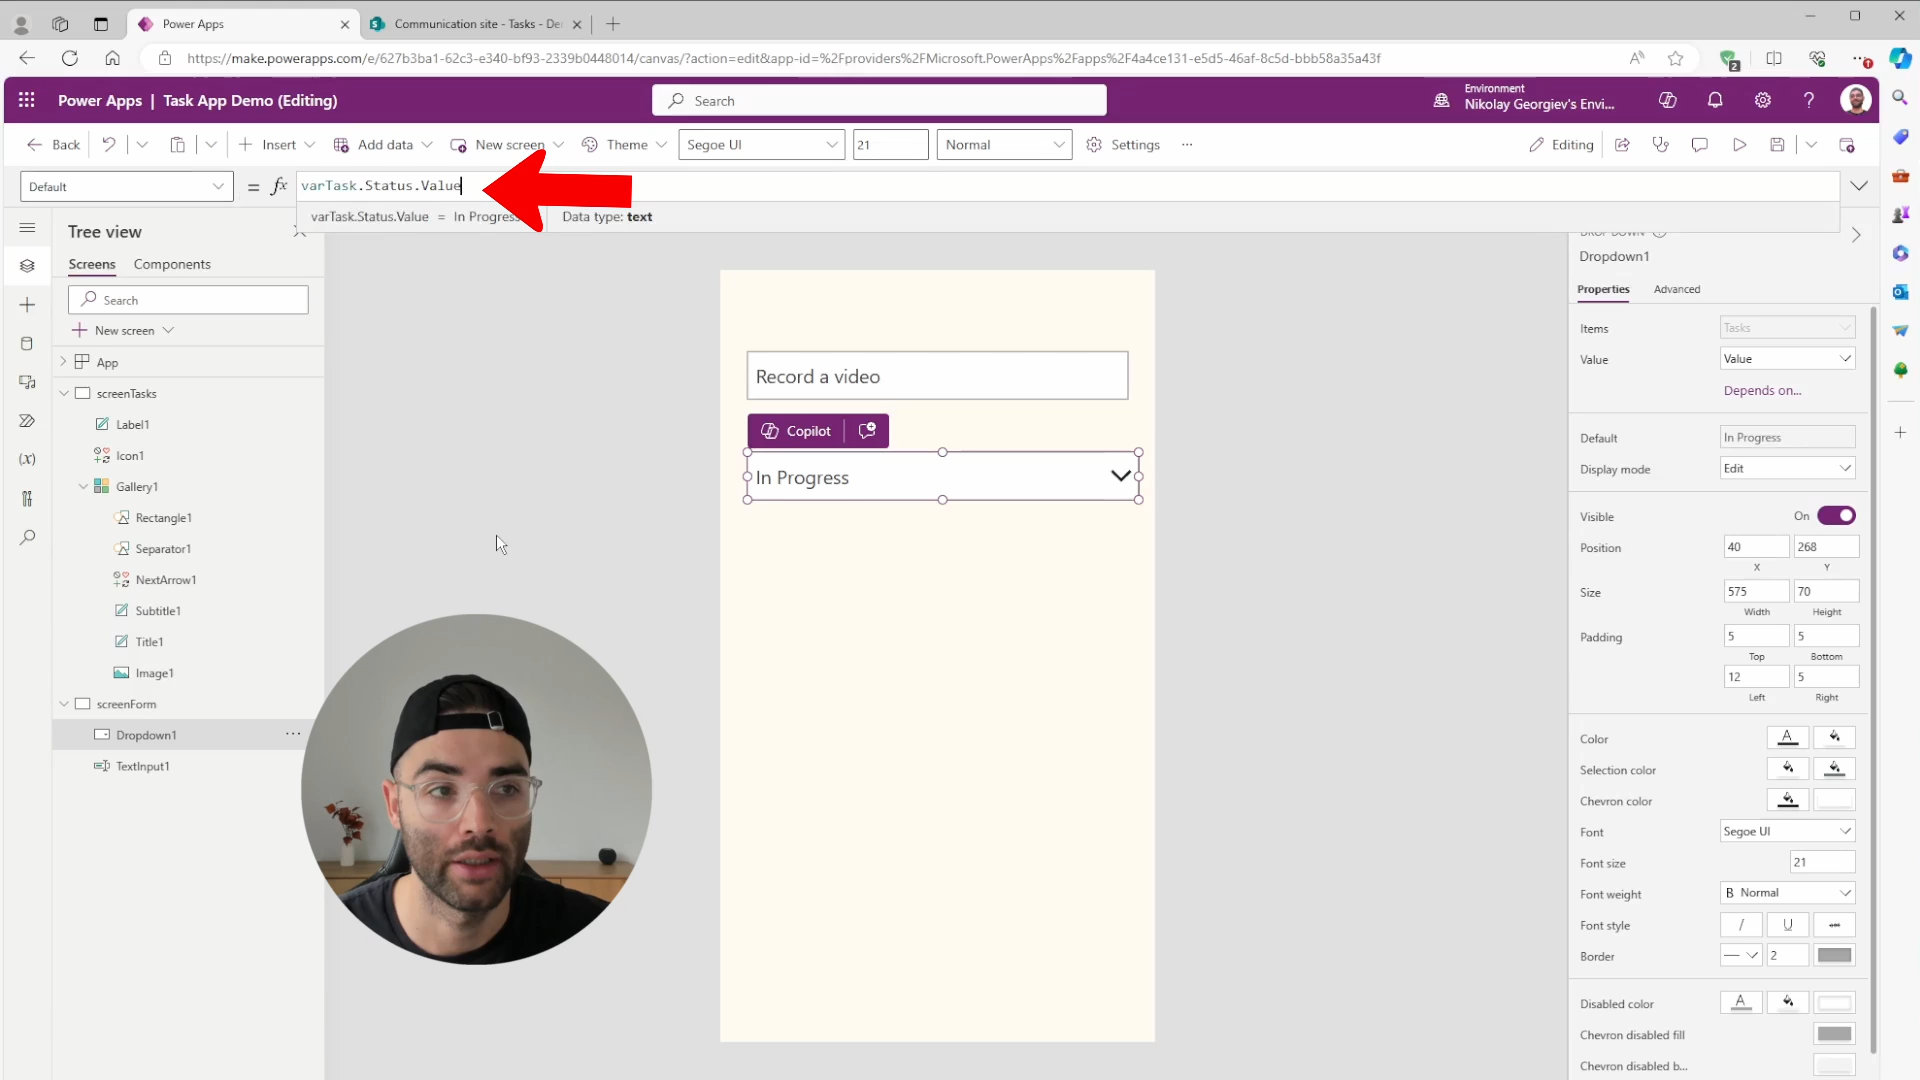 Power Apps
Communication site - Tasks - De
https://make.powerapps.com/e/627b3ba1-62c3-e340-bf93-2339b0448014/canvas/?action=edit&app-id=%2Fproviders%2FMicrosoft.PowerApps%2Fapps%2F4a4ce131-e5d5-46af-8c5d-bbb58a35a43f
2
Power Apps | Task App Demo (Editing)
Search
Environment
Nikolay Georgiev's Envi...
Back
Insert
Add data
New screen
Theme
Segoe UI
21
Normal
Settings
Editing
Default
= fx
varTask.Status.Value
varTask.Status.Value = In Progress
Data type: text
Tree view
Screens
Components
Search
New screen
App
screenTasks
Label1
Icon1
Gallery1
Rectangle1
Separator1
NextArrow1
Subtitle1
Title1
Image1
screenForm
Dropdown1
TextInput1
Record a video
Copilot
In Progress
DROP DOWN
Dropdown1
Properties
Advanced
Items
Tasks
Value
Value
Depends on...
Default
In Progress
Display mode
Edit
Visible
On
Position
40
268
X
Y
Size
575
70
Width
Height
Padding
5
5
Top
Bottom
12
5
Left
Right
Color
Selection color
Chevron color
Font
Segoe UI
Font size
21
Font weight
B Normal
Font style
Border
2
Disabled color
Chevron disabled fill
Chevron disabled b...